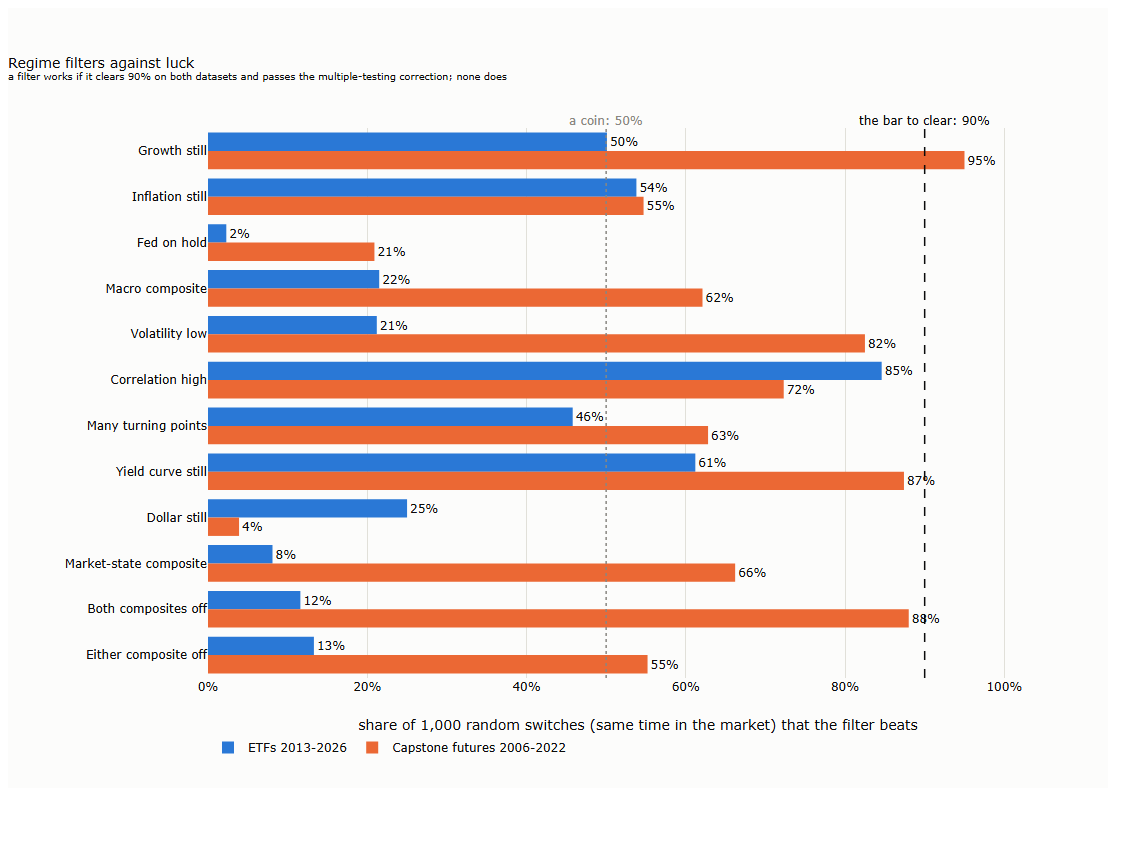 Regime filters against luck
a filter works if it clears 90% on both datasets and passes the multiple-testing correction; none does
a coin: 50%
the bar to clear: 90%
Growth still
50%
95%
Inflation still
54%
55%
Fed on hold
2%
21%
Macro composite
22%
62%
Volatility low
21%
82%
Correlation high
85%
72%
Many turning points
46%
63%
Yield curve still
61%
87%
Dollar still
25%
4%
Market-state composite
8%
66%
Both composites off
12%
88%
Either composite off
13%
55%
0% 20% 40% 60% 80% 100%
share of 1,000 random switches (same time in the market) that the filter beats
ETFs 2013-2026 Capstone futures 2006-2022